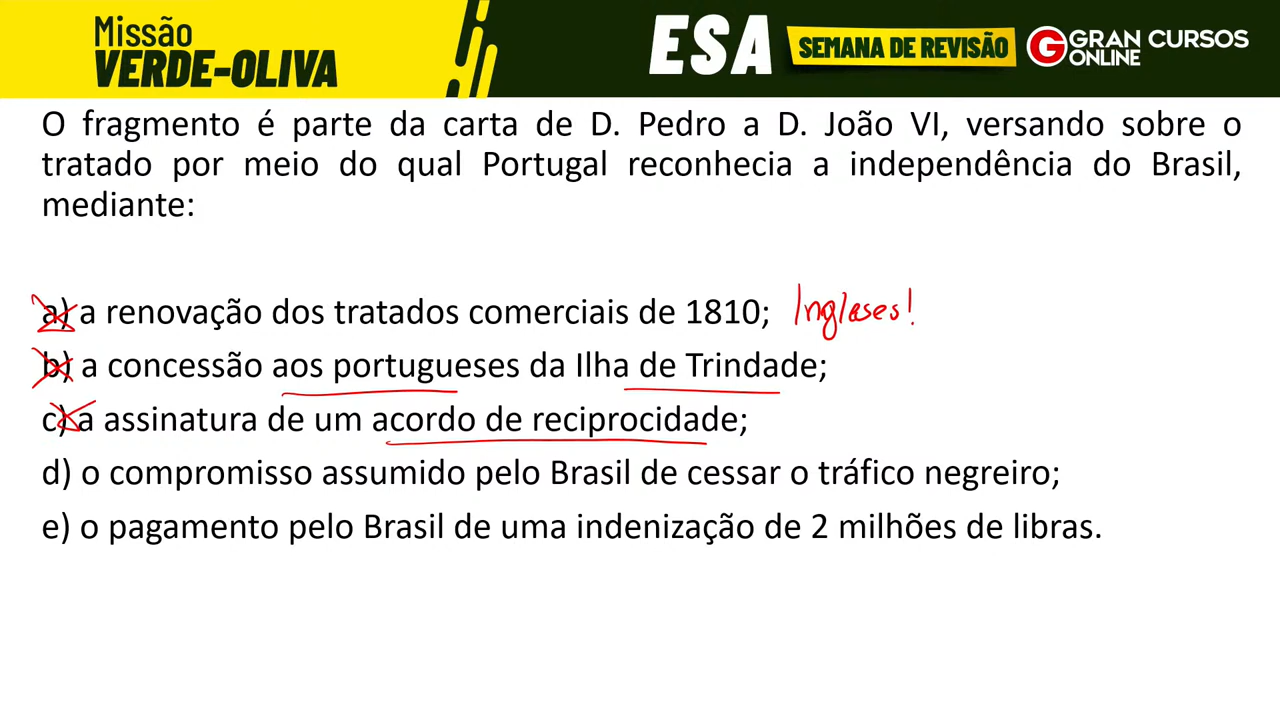 Missão
VERDE-OLIVA
ESA
SEMANA DE REVISÃO
G GRAN CURSOS
ONLINE
O fragmento é parte da carta de D. Pedro a D. João VI, versando sobre o
tratado por meio do qual Portugal reconhecia a independência do Brasil,
mediante:
a) a renovação dos tratados comerciais de 1810; Ingleses!
b) a concessão aos portugueses da Ilha de Trindade;
c) a assinatura de um acordo de reciprocidade;
d) o compromisso assumido pelo Brasil de cessar o tráfico negreiro;
e) o pagamento pelo Brasil de uma indenização de 2 milhões de libras.